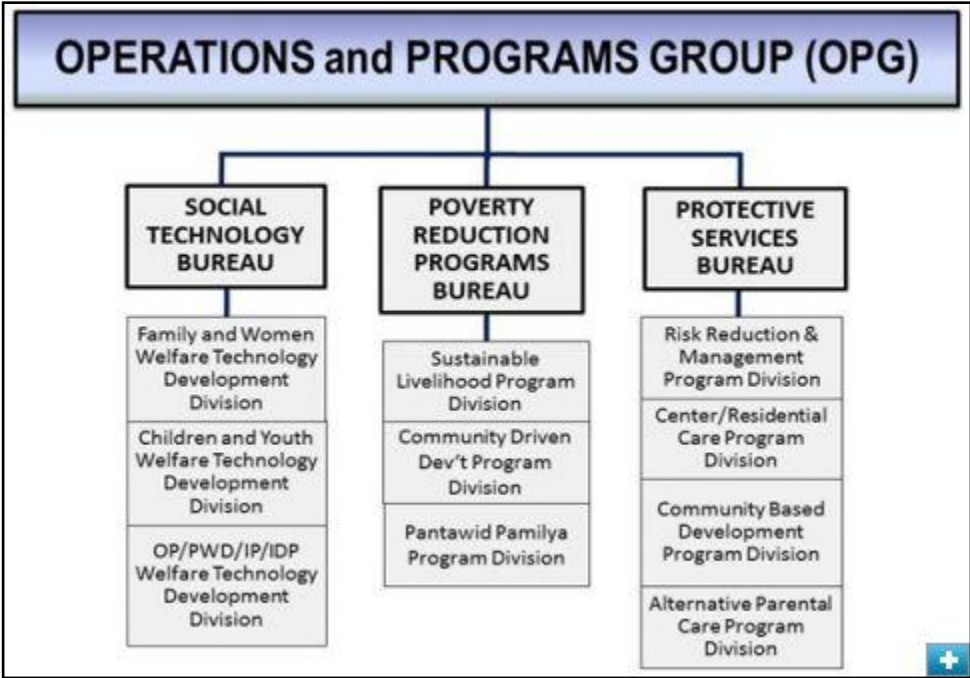 OPERATIONS and PROGRAMS GROUP (OPG)
SOCIAL
TECHNOLOGY
BUREAU
Family and Women
Welfare Technology
Development
Division
Children and Youth
Welfare Technology
Development
Division
OP/PWD/IP/IDP
Welfare Technology
Development
Division
POVERTY
REDUCTION
PROGRAMS
BUREAU
Sustainable
Livelihood Program
Division
Community Driven
Dev't Program
Division
Pantawid Pamilya
Program Division
PROTECTIVE
SERVICES
BUREAU
Risk Reduction &
Management
Program Division
Center/Residential
Care Program
Division
Community Based
Development
Program Division
Alternative Parental
Care Program
Division